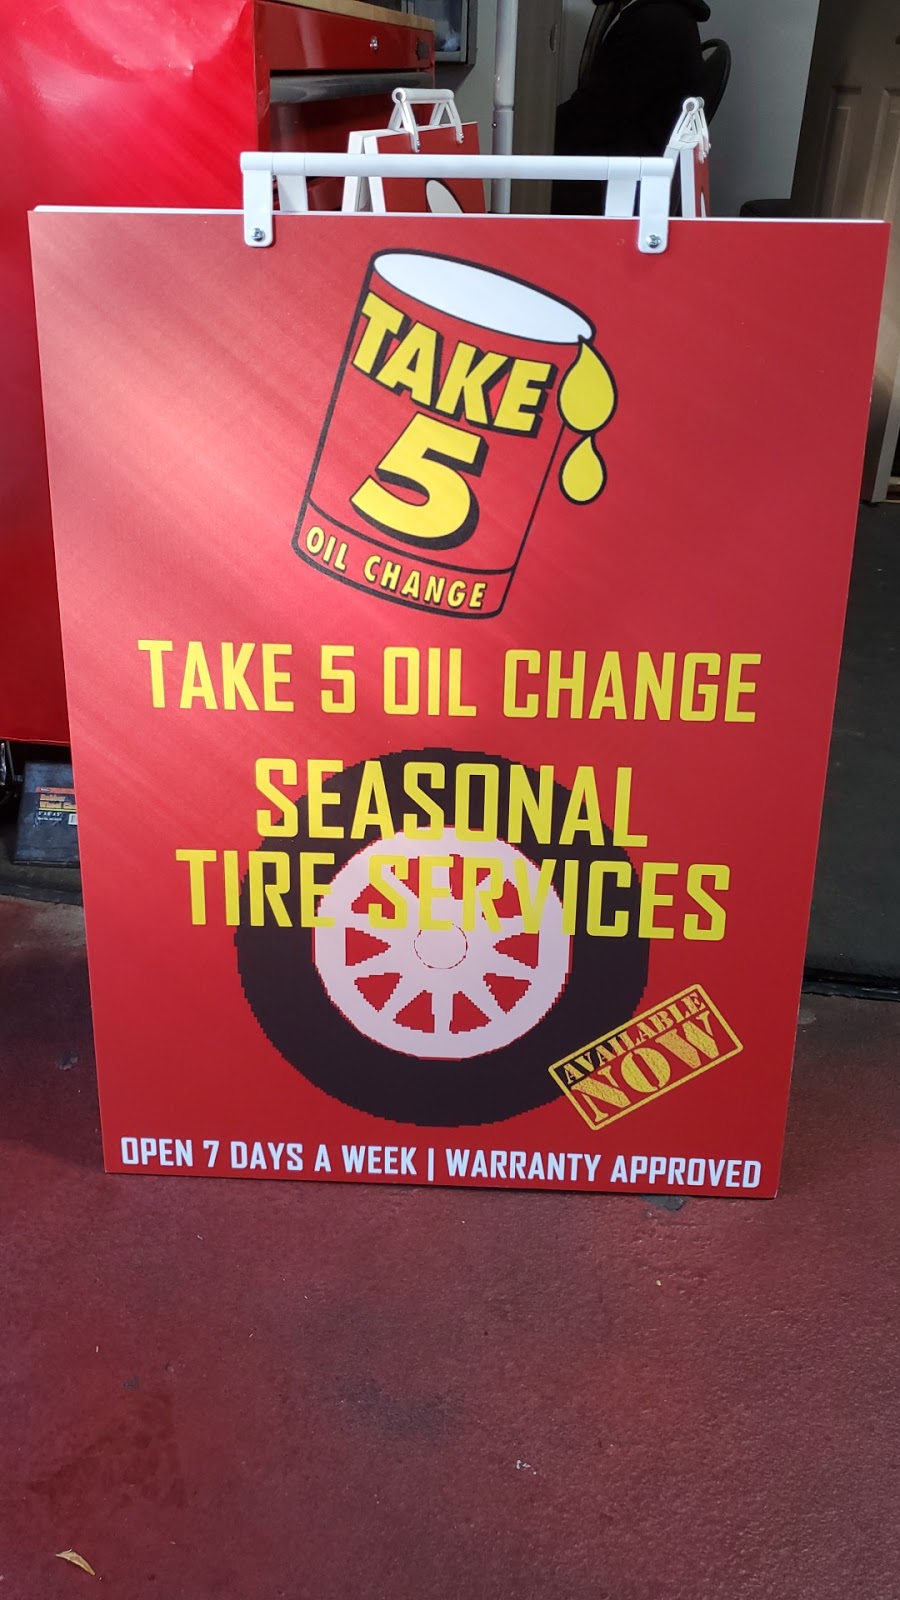 TAKE
5
OIL CHANGE
TAKE 5 OIL CHANGE
SEASONAL
TIRE SERVICES
AVAILABLE
NOW
OPEN 7 DAYS A WEEK | WARRANTY APPROVED
Rubber